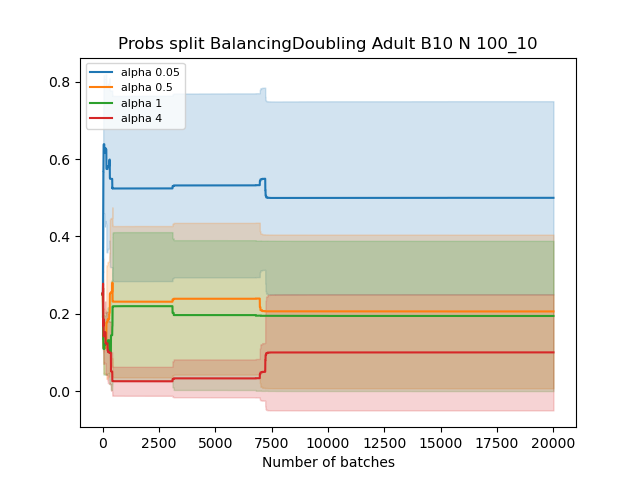 Probs split BalancingDoubling Adult B10 N 100_10
alpha 0.05
alpha 0.5
alpha 1
alpha 4
0.8
0.6
0.4
0.2
0.0
0 2500 5000 7500 10000 12500 15000 17500 20000
Number of batches